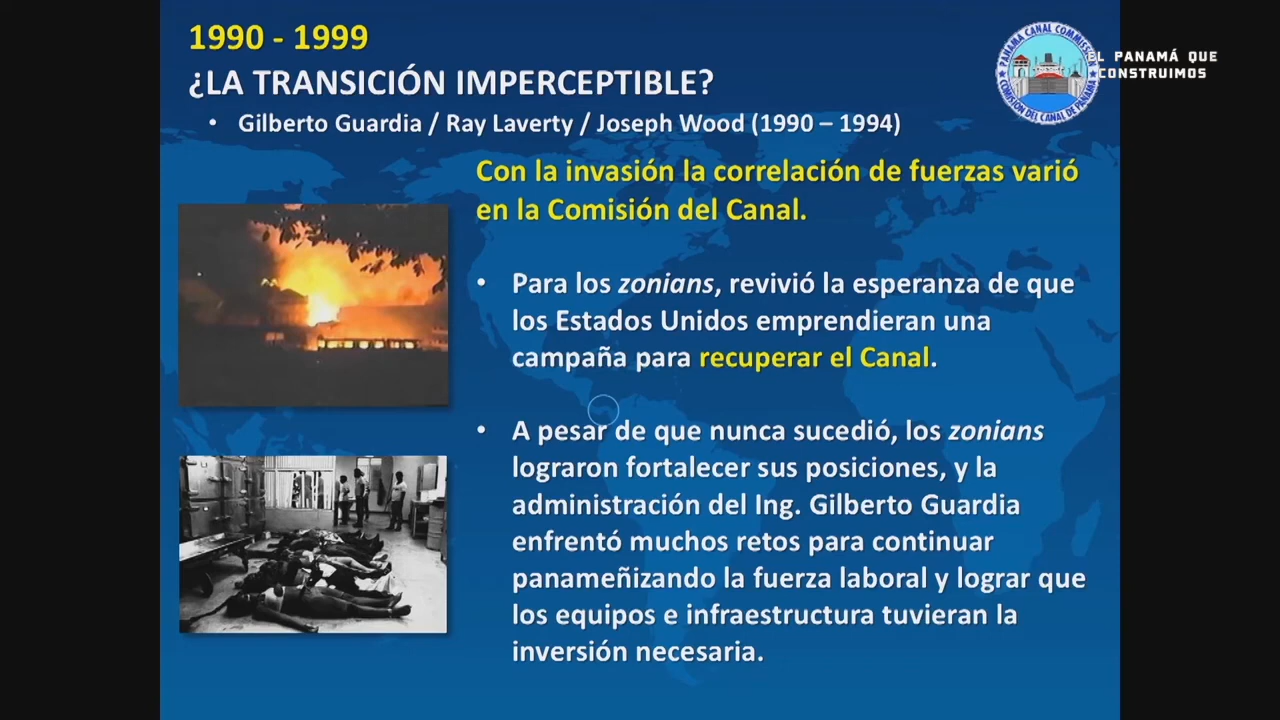 1990 - 1999
¿LA TRANSICIÓN IMPERCEPTIBLE?
• Gilberto Guardia / Ray Laverty / Joseph Wood (1990 – 1994)
PANAMA CANAL COMMISS
COMISIÓN DEL CANAL DE PANAMÁ
L PANAMÁ QUE
CONSTRUIMOS
Con la invasión la correlación de fuerzas varió
en la Comisión del Canal.
• Para los zonians, revivió la esperanza de que
los Estados Unidos emprendieran una
campaña para recuperar el Canal.
• A pesar de que nunca sucedió, los zonians
lograron fortalecer sus posiciones, y la
administración del Ing. Gilberto Guardia
enfrentó muchos retos para continuar
panameñizando la fuerza laboral y lograr que
los equipos e infraestructura tuvieran la
inversión necesaria.